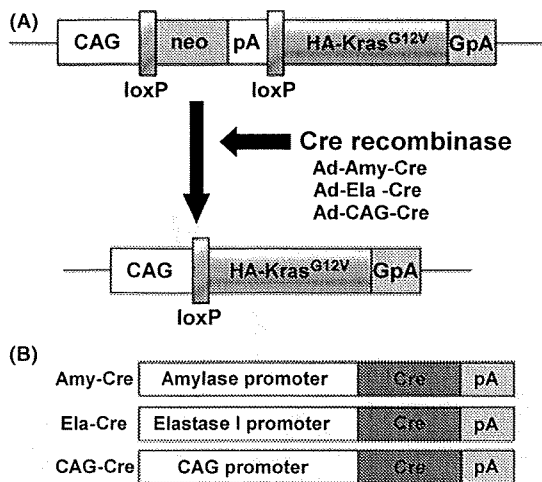 (A)
CAG neo pA HA-Kras^G12V GpA
loxP loxP
Cre recombinase
Ad-Amy-Cre
Ad-Ela -Cre
Ad-CAG-Cre
CAG HA-Kras^G12V GpA
loxP
(B)
Amy-Cre Amylase promoter Cre pA
Ela-Cre Elastase I promoter Cre pA
CAG-Cre CAG promoter Cre pA